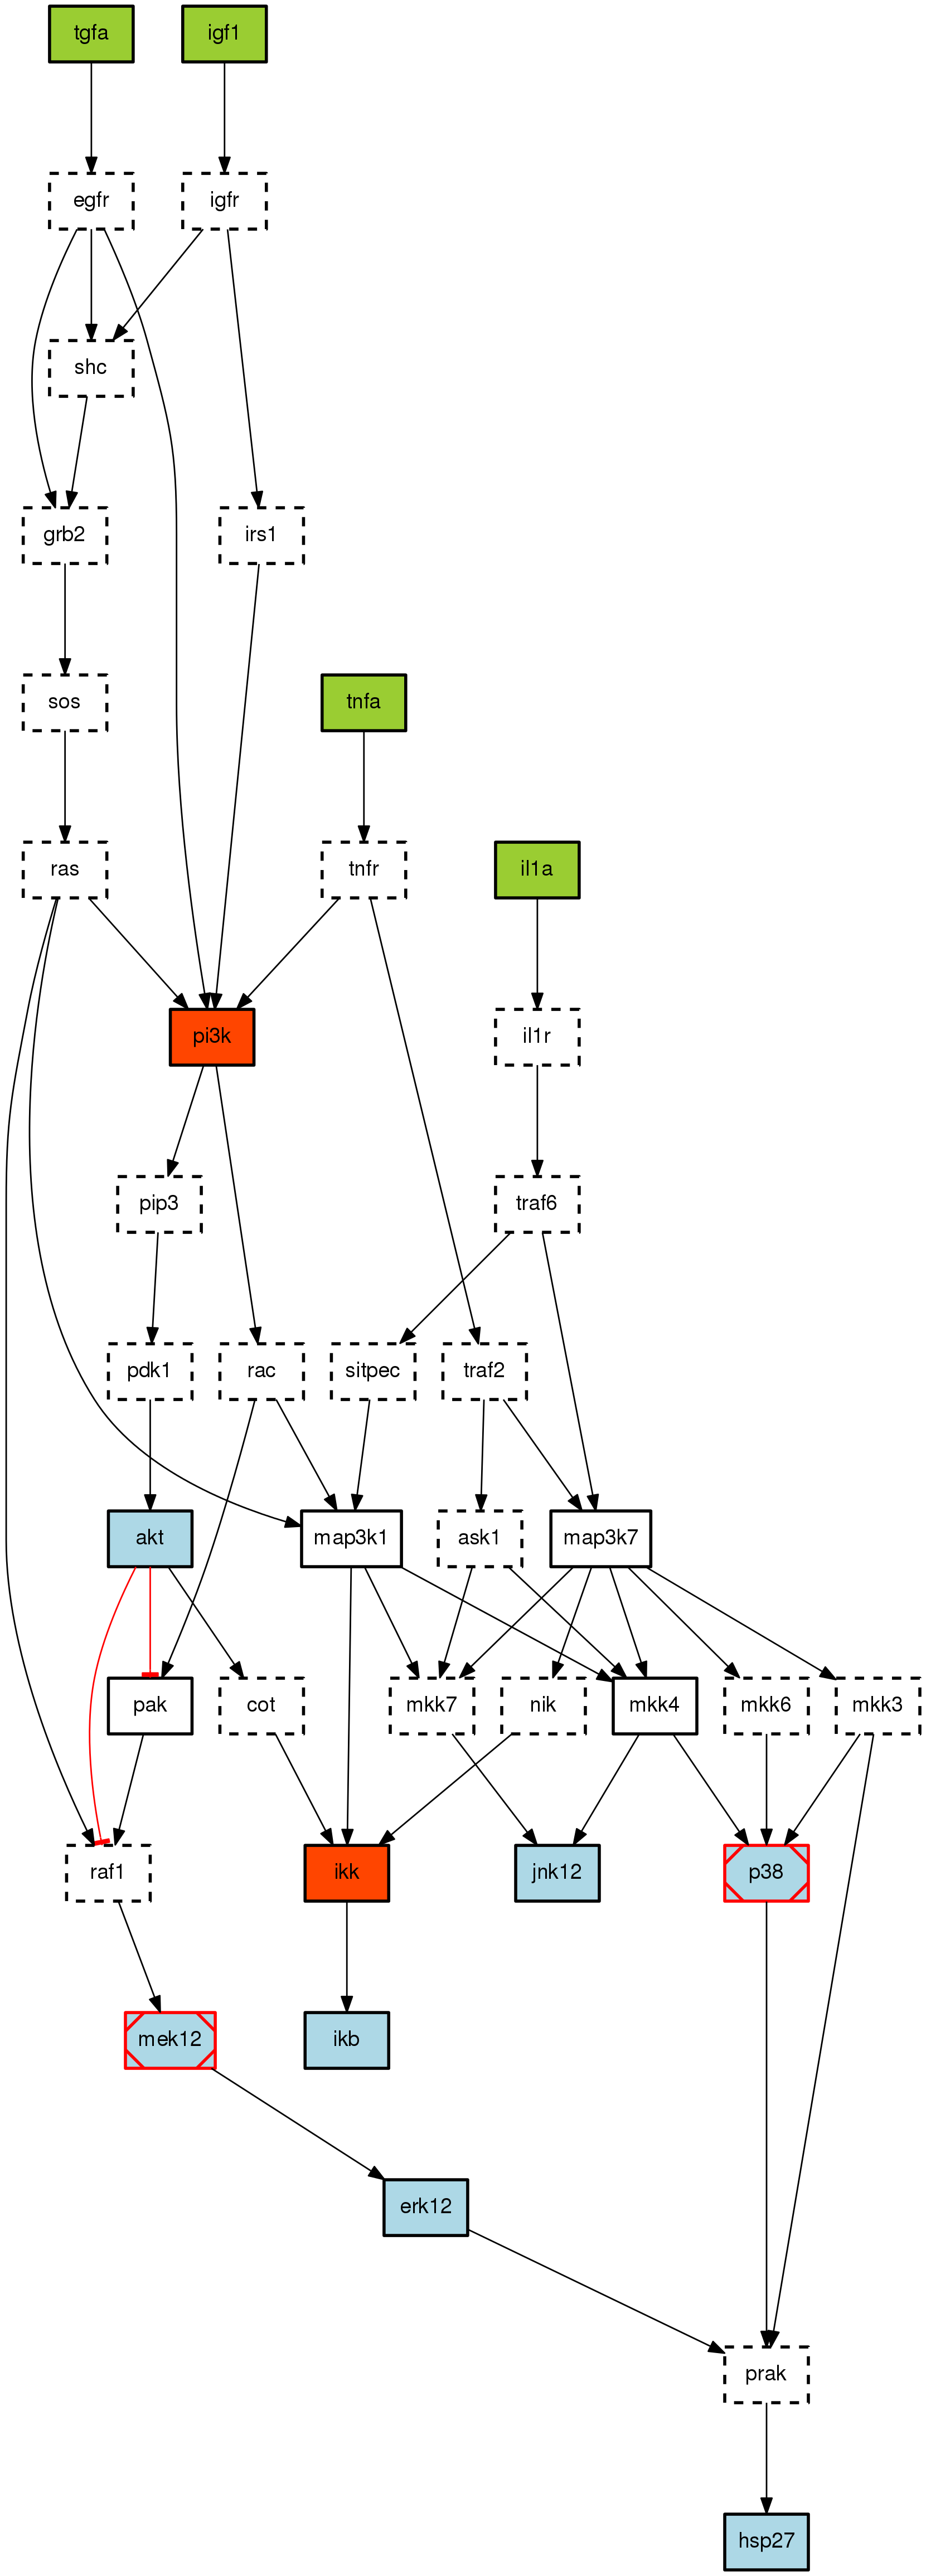 tgfa
igf1
egfr
igfr
shc
grb2
irs1
sos
tnfa
ras
tnfr
il1a
pi3k
il1r
pip3
traf6
pdk1
rac
sitpec
traf2
akt
map3k1
ask1
map3k7
pak
cot
mkk7
nik
mkk4
mkk6
mkk3
raf1
ikk
jnk12
p38
mek12
ikb
erk12
prak
hsp27